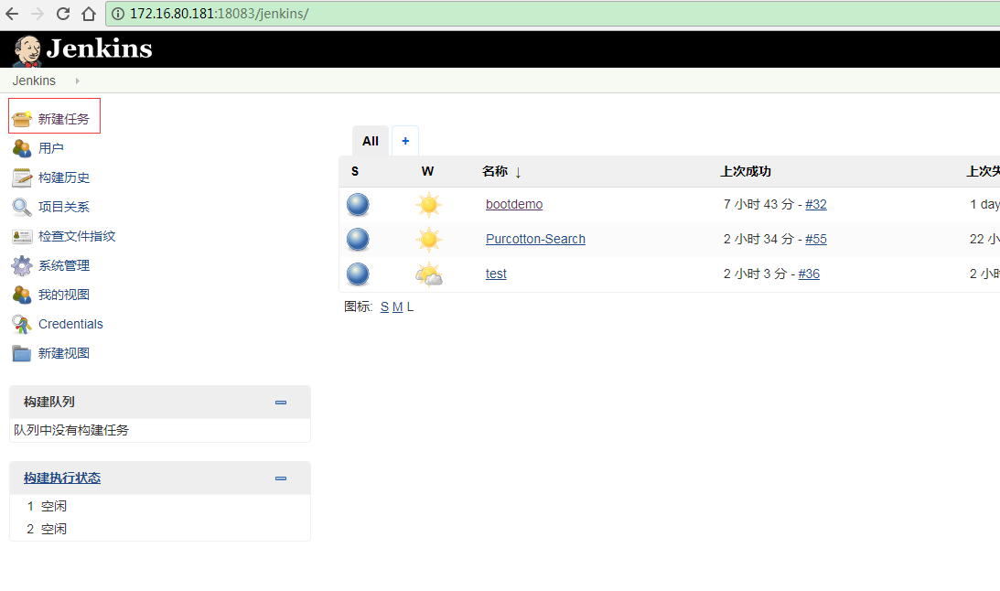 172.16.80.181:18083/jenkins/
Jenkins
Jenkins
新建任务
用户
构建历史
项目关系
检查文件指纹
系统管理
我的视图
Credentials
新建视图
构建队列
队列中没有构建任务
构建执行状态
1 空闲
2 空闲
All +
S W 名称 ↓ 上次成功 上次失
bootdemo 7 小时 43 分 - #32 1 day
Purcotton-Search 2 小时 34 分 - #55 22 小
test 2 小时 3 分 - #36 2 小时
图标: S M L